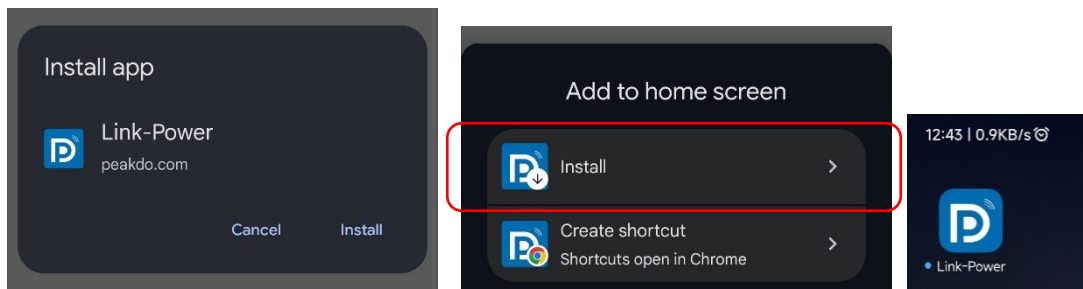 Install app
Link-Power
peakdo.com
Cancel Install
Add to home screen
Install
Create shortcut
Shortcuts open in Chrome
12:43 | 0.9KB/s
Link-Power